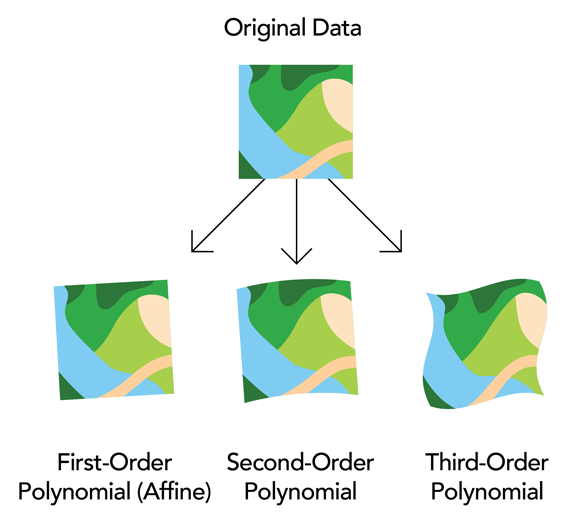 Original Data
First-Order
Polynomial (Affine)
Second-Order
Polynomial
Third-Order
Polynomial